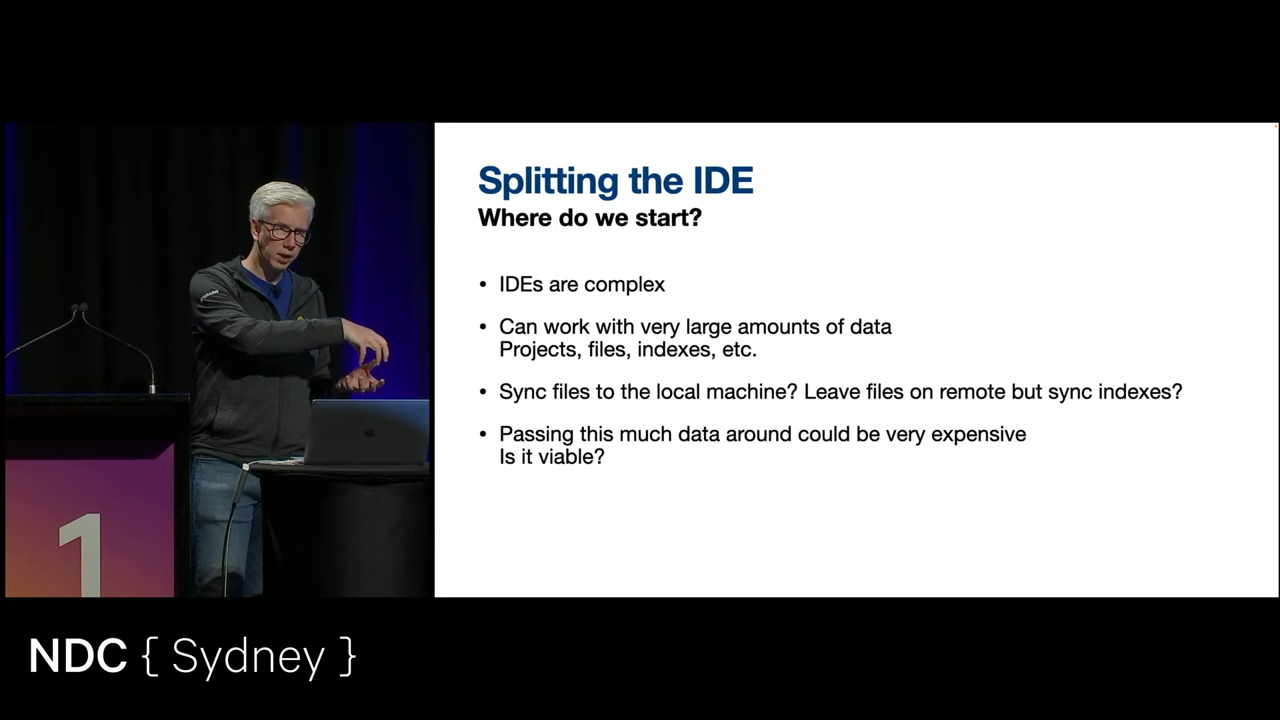 Splitting the IDE
Where do we start?
• IDEs are complex
• Can work with very large amounts of data
Projects, files, indexes, etc.
• Sync files to the local machine? Leave files on remote but sync indexes?
• Passing this much data around could be very expensive
Is it viable?
1
NDC { Sydney }